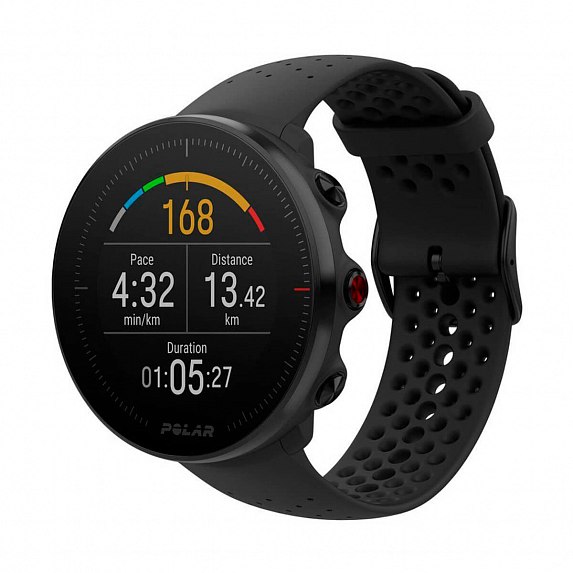 168
Pace Distance
4:32 13.42
min/km km
Duration
01:05:27
POLAR